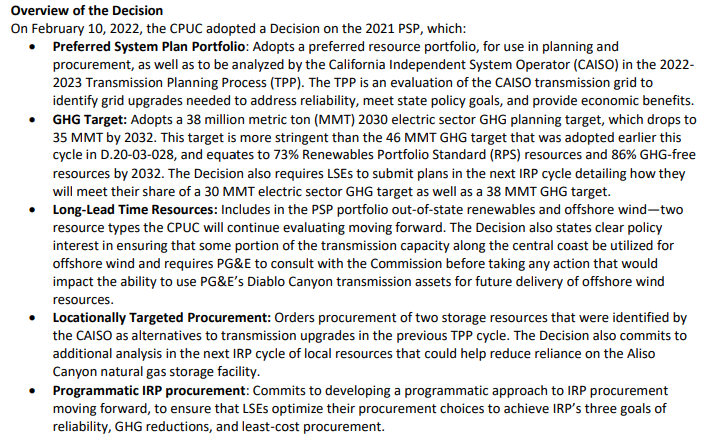 Overview of the Decision
On February 10, 2022, the CPUC adopted a Decision on the 2021 PSP, which:
• Preferred System Plan Portfolio: Adopts a preferred resource portfolio, for use in planning and
procurement, as well as to be analyzed by the California Independent System Operator (CAISO) in the 2022-
2023 Transmission Planning Process (TPP). The TPP is an evaluation of the CAISO transmission grid to
identify grid upgrades needed to address reliability, meet state policy goals, and provide economic benefits.
• GHG Target: Adopts a 38 million metric ton (MMT) 2030 electric sector GHG planning target, which drops to
35 MMT by 2032. This target is more stringent than the 46 MMT GHG target that was adopted earlier this
cycle in D.20-03-028, and equates to 73% Renewables Portfolio Standard (RPS) resources and 86% GHG-free
resources by 2032. The Decision also requires LSEs to submit plans in the next IRP cycle detailing how they
will meet their share of a 30 MMT electric sector GHG target as well as a 38 MMT GHG target.
• Long-Lead Time Resources: Includes in the PSP portfolio out-of-state renewables and offshore wind—two
resource types the CPUC will continue evaluating moving forward. The Decision also states clear policy
interest in ensuring that some portion of the transmission capacity along the central coast be utilized for
offshore wind and requires PG&E to consult with the Commission before taking any action that would
impact the ability to use PG&E's Diablo Canyon transmission assets for future delivery of offshore wind
resources.
• Locationally Targeted Procurement: Orders procurement of two storage resources that were identified by
the CAISO as alternatives to transmission upgrades in the previous TPP cycle. The Decision also commits to
additional analysis in the next IRP cycle of local resources that could help reduce reliance on the Aliso
Canyon natural gas storage facility.
• Programmatic IRP procurement: Commits to developing a programmatic approach to IRP procurement
moving forward, to ensure that LSEs optimize their procurement choices to achieve IRP's three goals of
reliability, GHG reductions, and least-cost procurement.